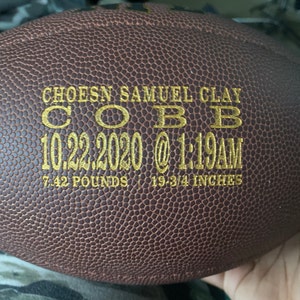 CHOESN SAMUEL CLAY
COBB
10.22.2020 @ 1:19AM
7.42 POUNDS | 19-3/4 INCHES